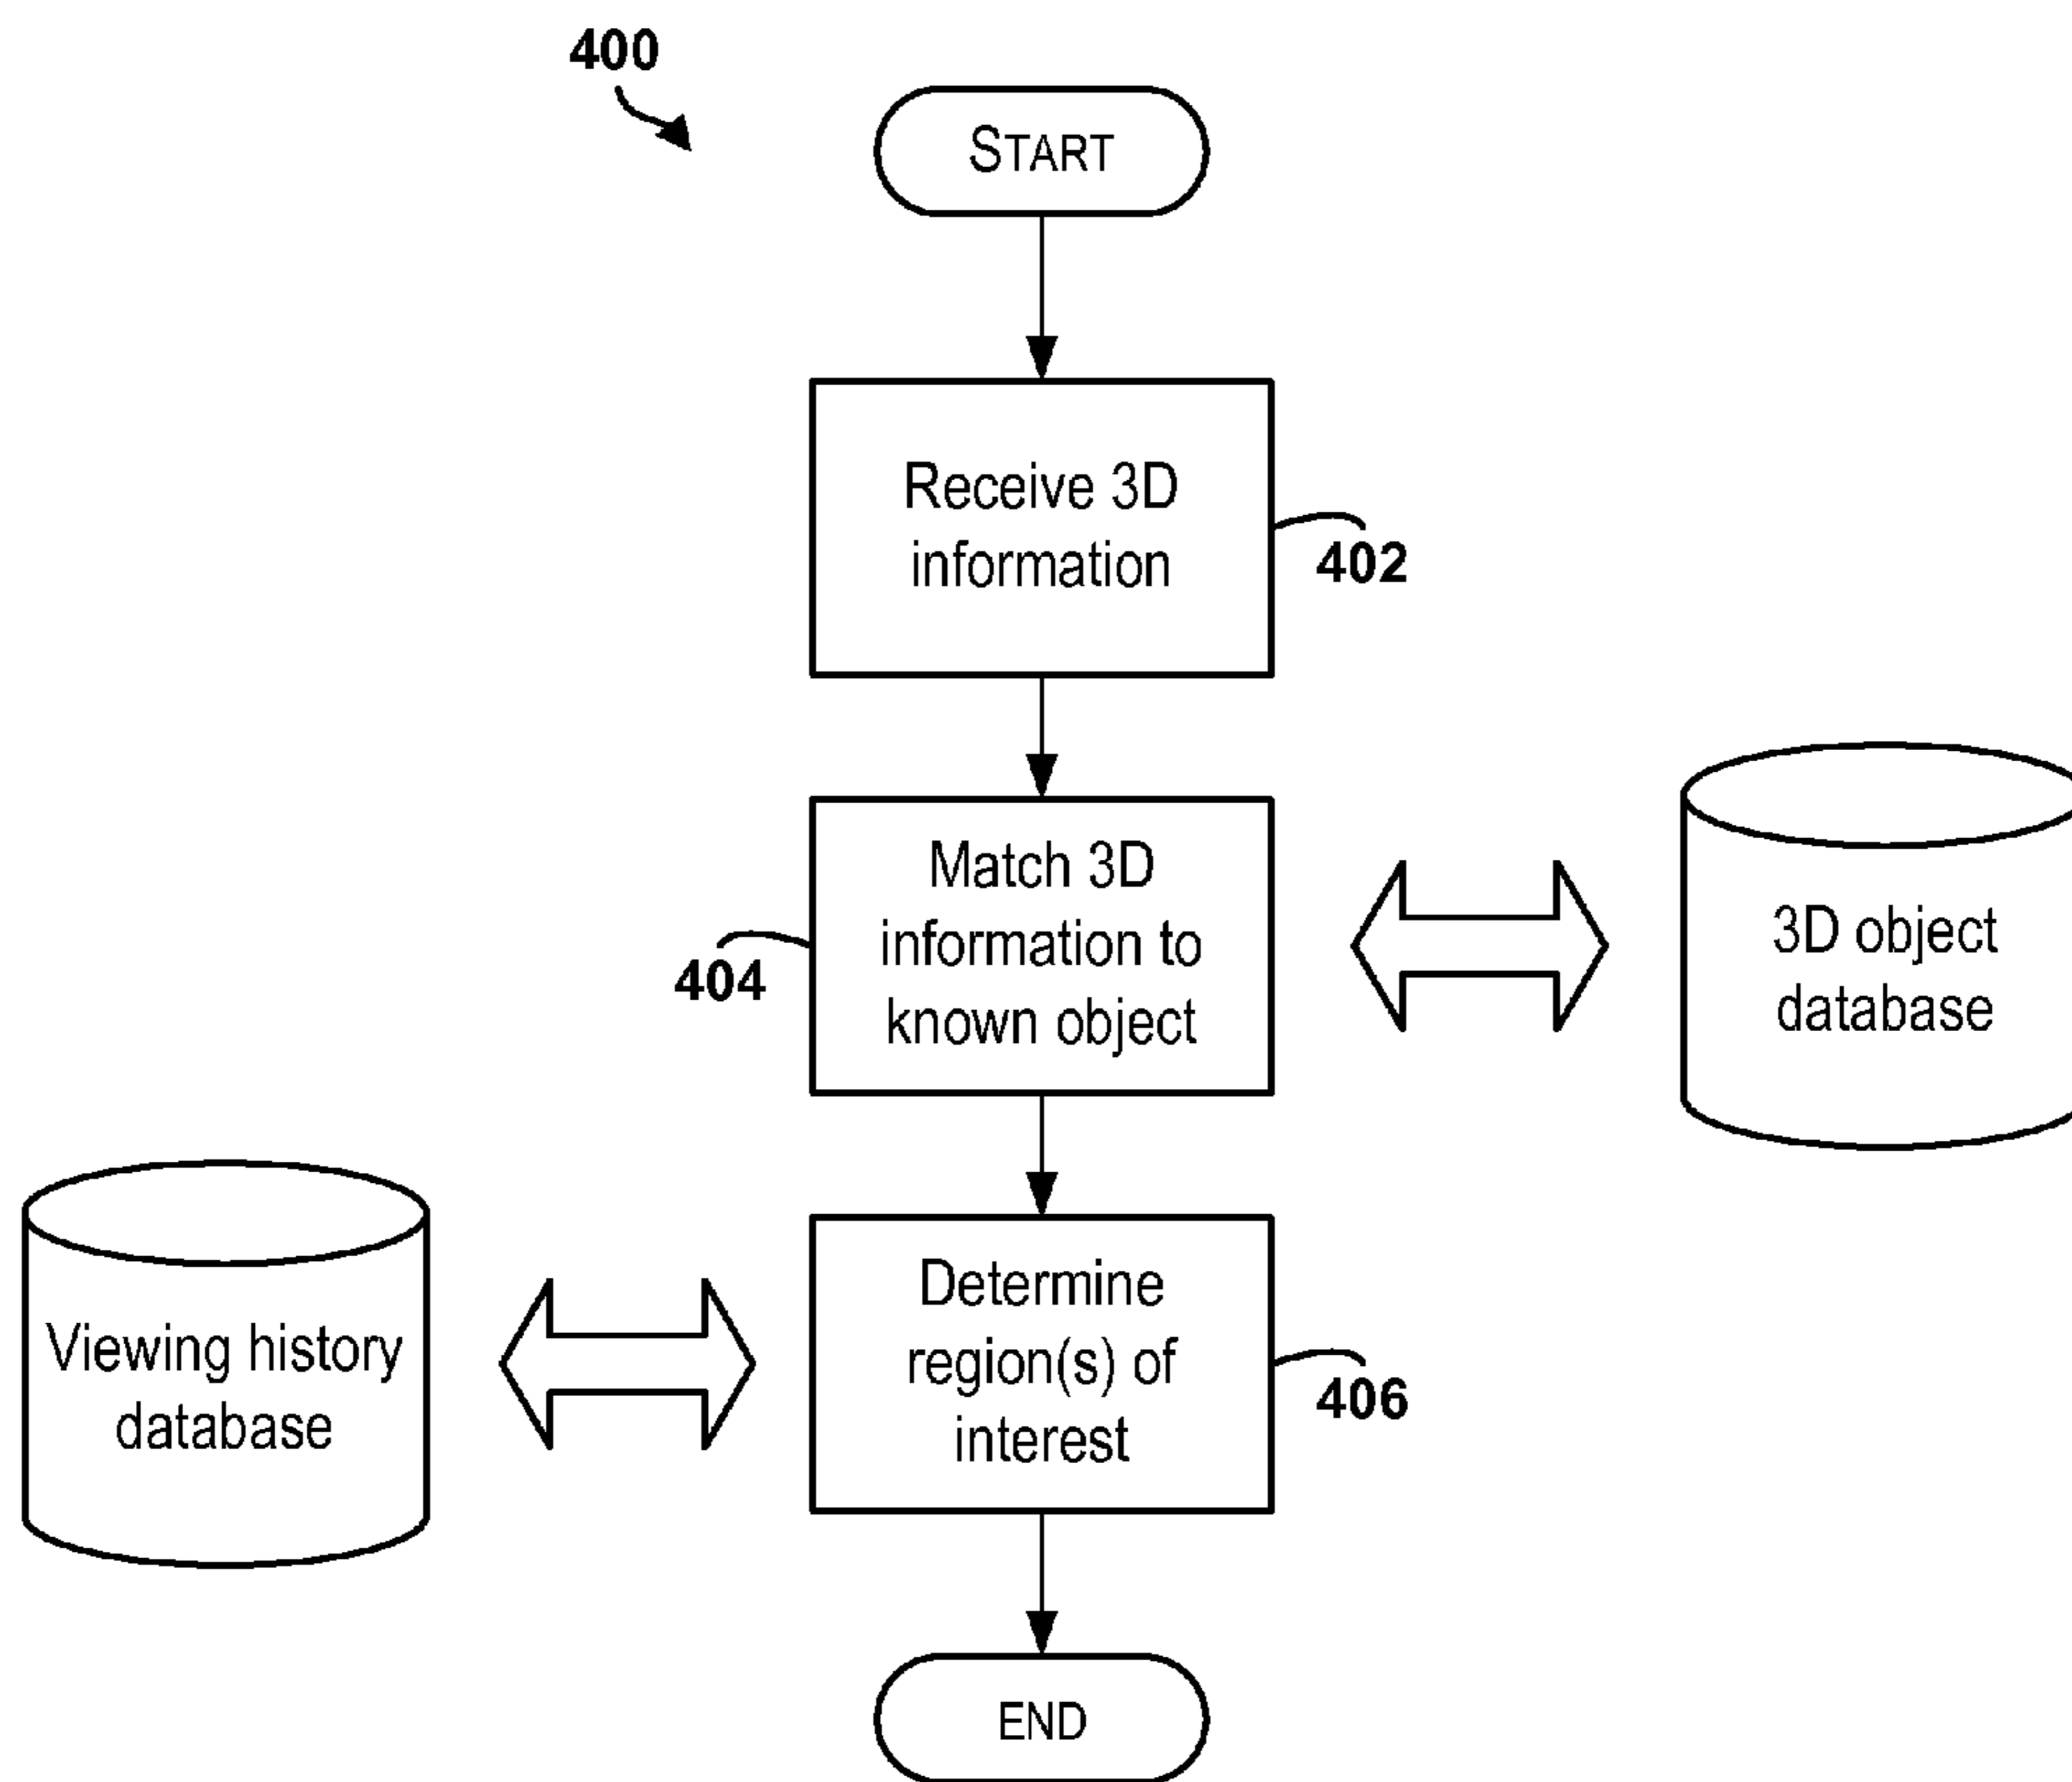 400
START
Receive 3D
information
402
Match 3D
information to
known object
404
3D object
database
Determine
region(s) of
interest
406
Viewing history
database
END